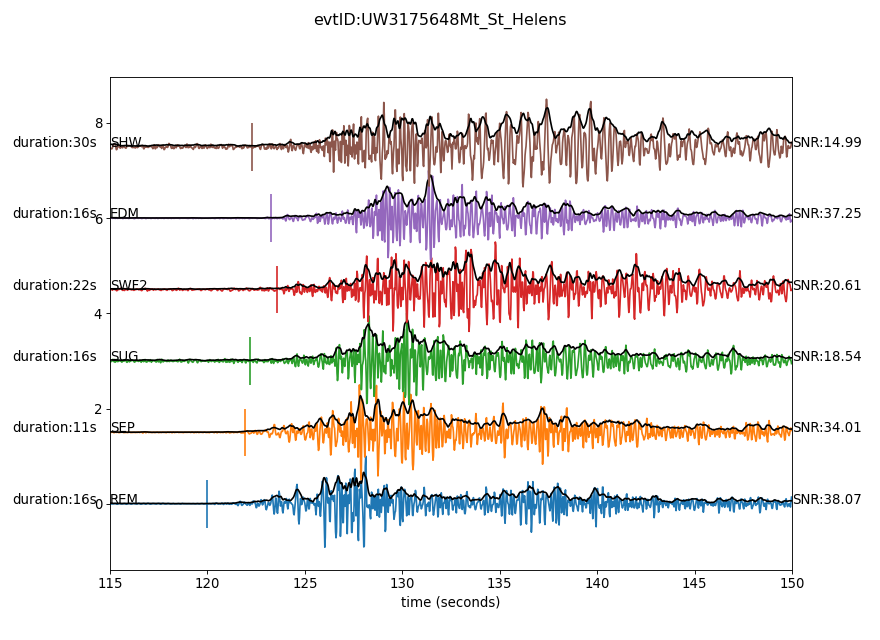 evtID:UW3175648Mt_St_Helens
8
duration:30s SHW SNR:14.99
duration:16s EDM SNR:37.25
6
duration:22s SWF2 SNR:20.61
4
duration:16s SUG SNR:18.54
2
duration:11s SEP SNR:34.01
duration:16s REM SNR:38.07
0
115 120 125 130 135 140 145 150
time (seconds)